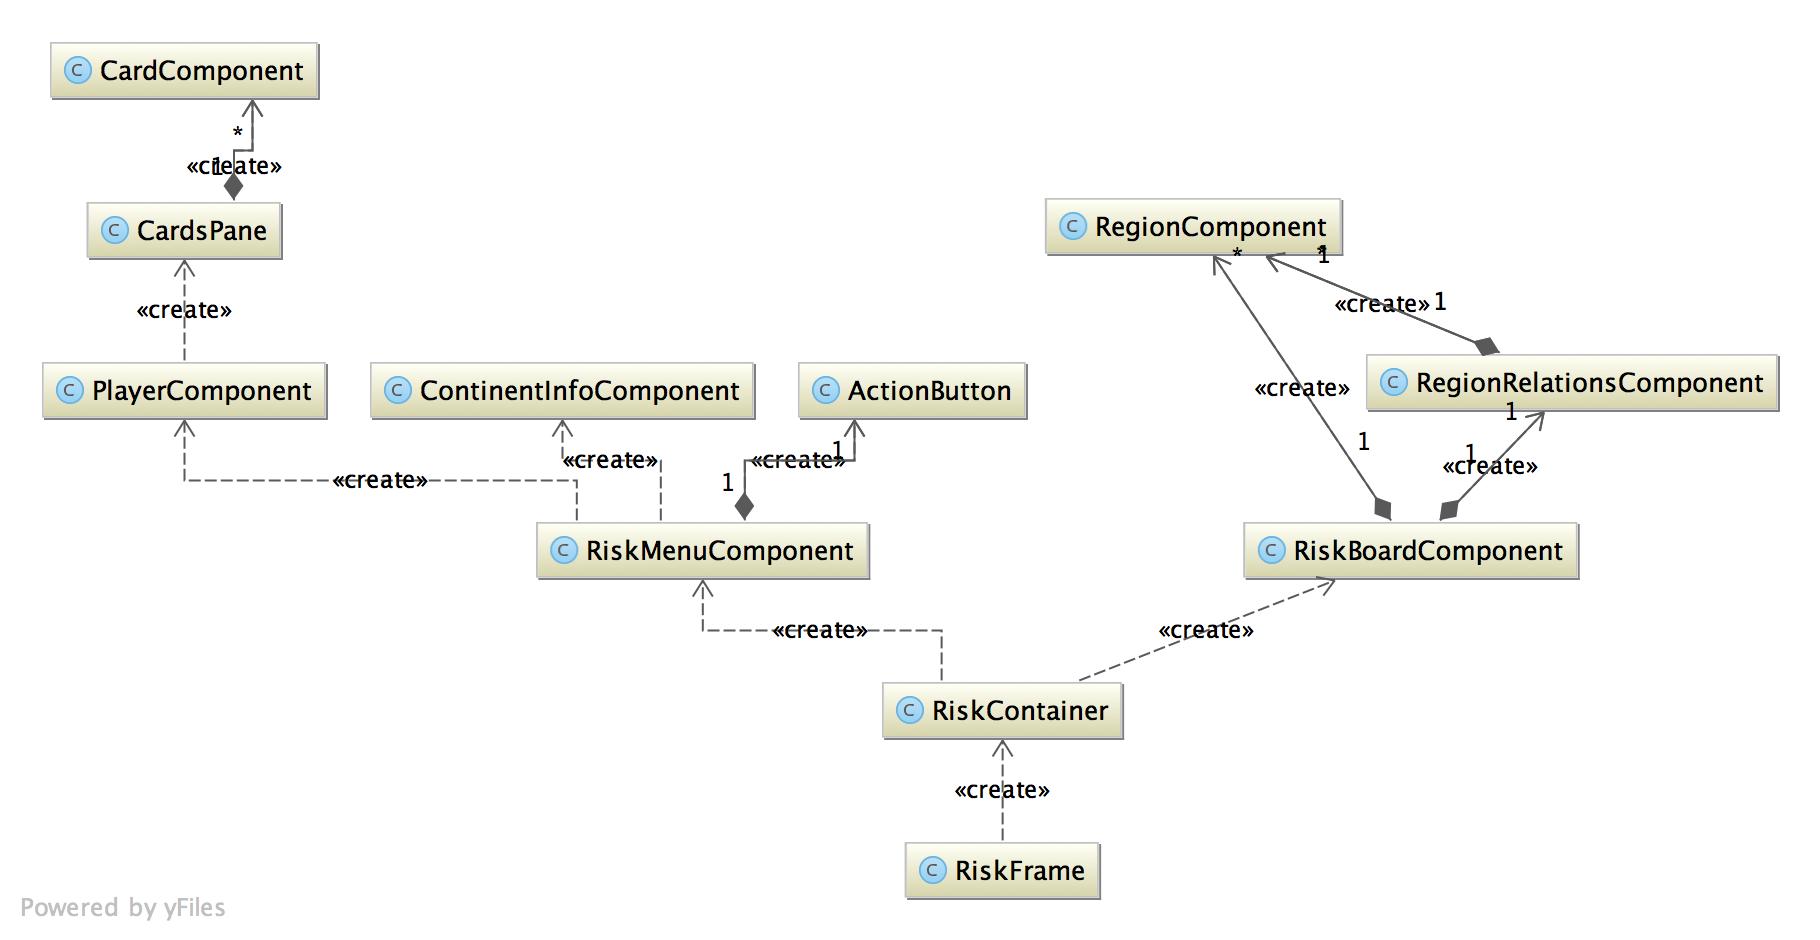 C CardComponent
*
«create»
1
C CardsPane
C RegionComponent
*
*
1
«create»
«create»
1
C PlayerComponent
C ContinentInfoComponent
C ActionButton
C RegionRelationsComponent
«create»
1
1
1
«create»
«create»
1
«create»
«create»
1
C RiskMenuComponent
C RiskBoardComponent
«create»
«create»
C RiskContainer
«create»
C RiskFrame
Powered by yFiles